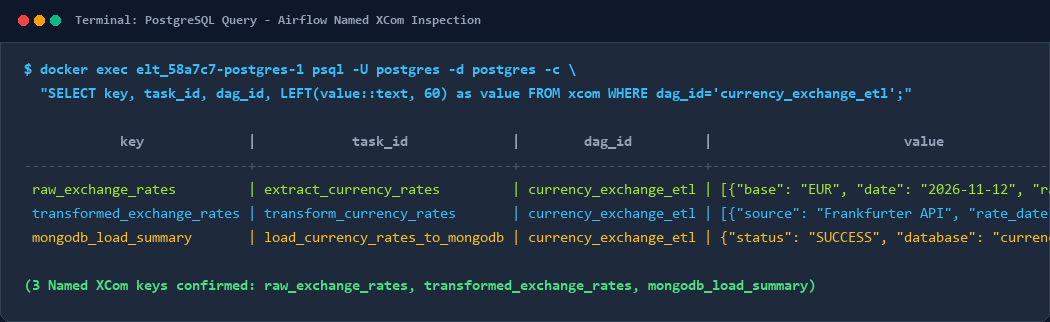 Terminal: PostgreSQL Query - Airflow Named XCom Inspection
$ docker exec elt_58a7c7-postgres-1 psql -U postgres -d postgres -c \
"SELECT key, task_id, dag_id, LEFT(value::text, 60) as value FROM xcom WHERE dag_id='currency_exchange_etl';"
key | task_id | dag_id | value
----------------------------+--------------------------------+-----------------------+------------------------------------------
raw_exchange_rates | extract_currency_rates | currency_exchange_etl | [{"base": "EUR", "date": "2026-11-12", "r
transformed_exchange_rates | transform_currency_rates | currency_exchange_etl | [{"source": "Frankfurter API", "rate_date
mongodb_load_summary | load_currency_rates_to_mongodb | currency_exchange_etl | {"status": "SUCCESS", "database": "curren
(3 Named XCom keys confirmed: raw_exchange_rates, transformed_exchange_rates, mongodb_load_summary)